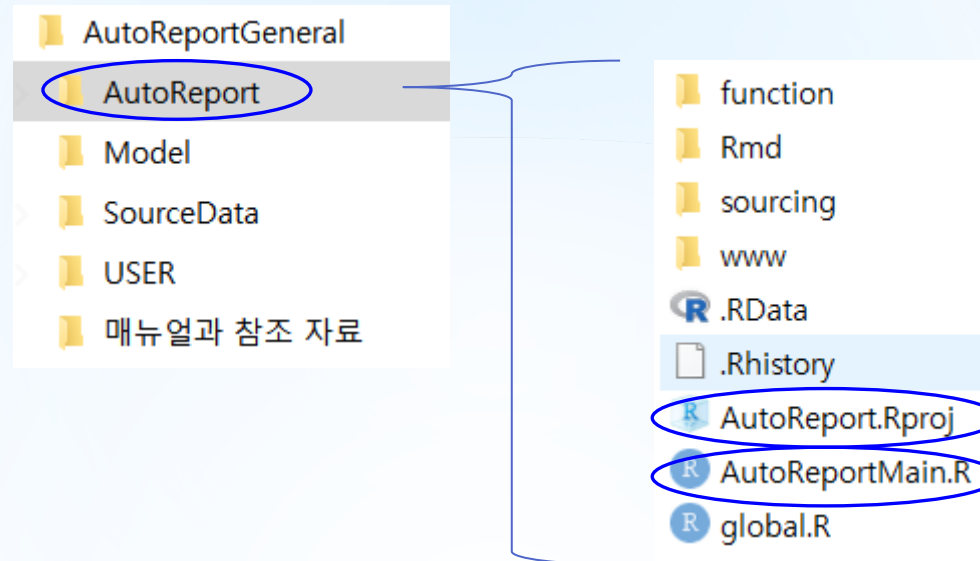 AutoReportGeneral
AutoReport
Model
SourceData
USER
매뉴얼과 참조 자료
function
Rmd
sourcing
www
.RData
.Rhistory
AutoReport.Rproj
AutoReportMain.R
global.R